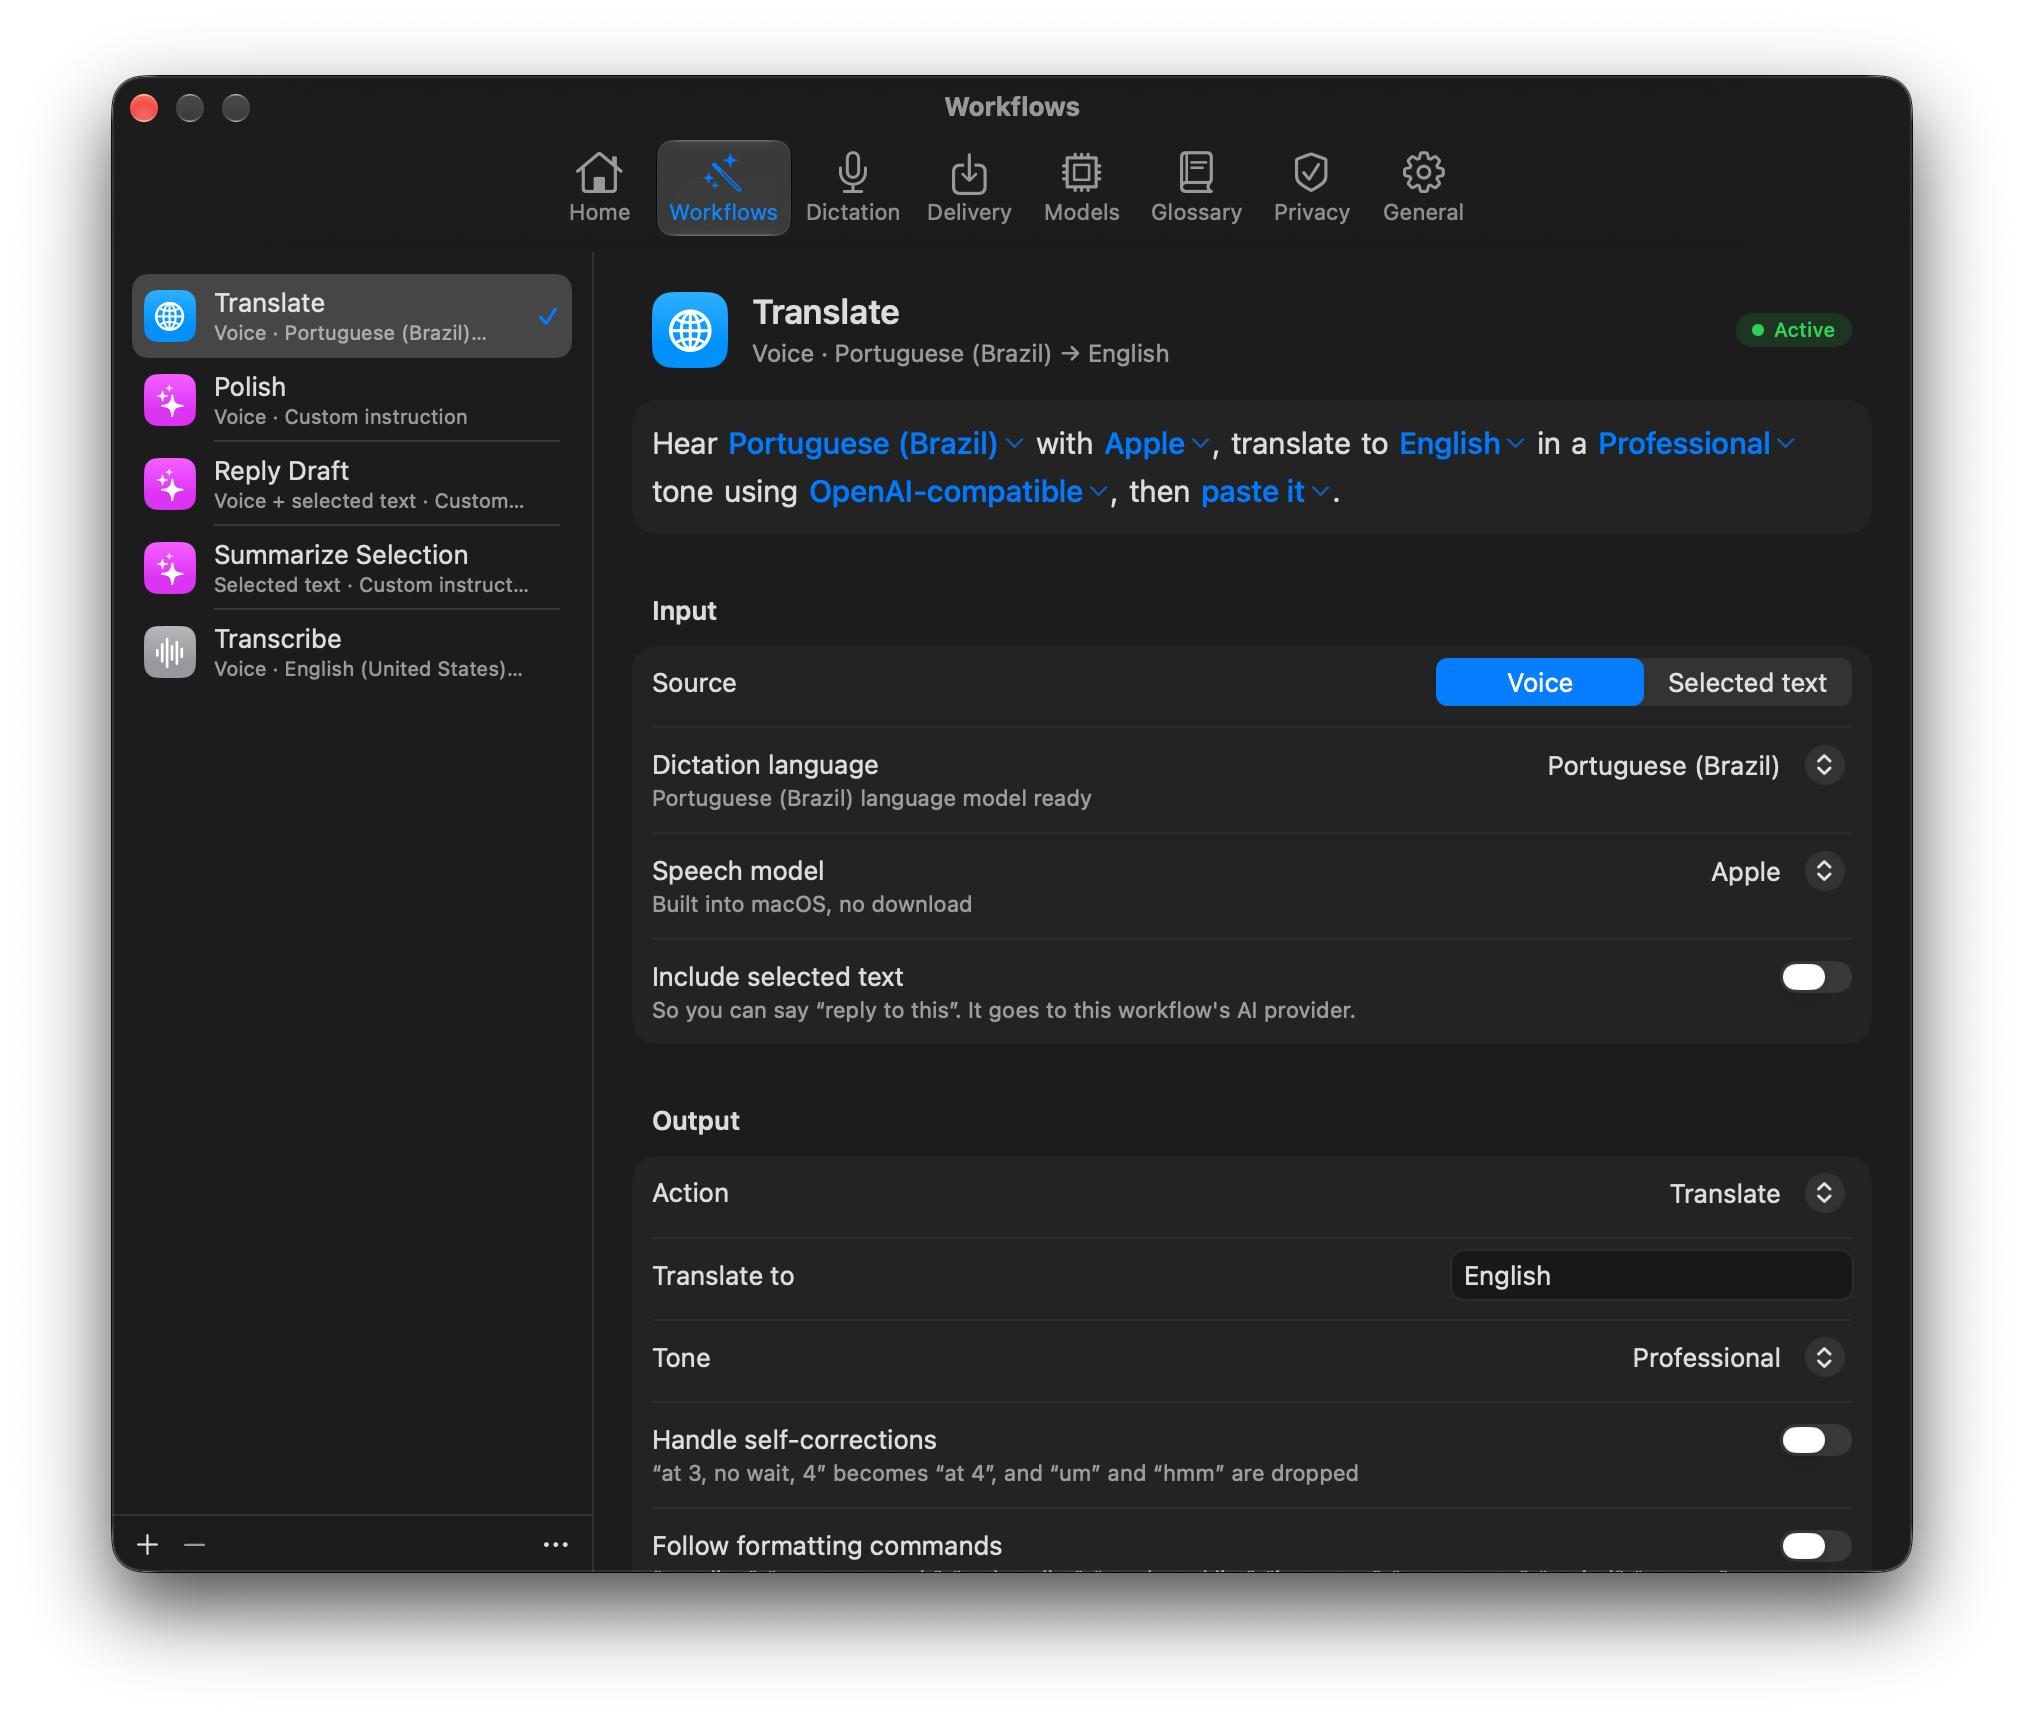 Workflows
Home
Workflows
Dictation
Delivery
Models
Glossary
Privacy
General
Translate
Voice · Portuguese (Brazil)...
Polish
Voice · Custom instruction
Reply Draft
Voice + selected text · Custom...
Summarize Selection
Selected text · Custom instruct...
Transcribe
Voice · English (United States)...
Translate
Voice · Portuguese (Brazil) → English
Active
Hear Portuguese (Brazil) with Apple, translate to English in a Professional
tone using OpenAI-compatible, then paste it.
Input
Source
Voice
Selected text
Dictation language
Portuguese (Brazil) language model ready
Portuguese (Brazil)
Speech model
Built into macOS, no download
Apple
Include selected text
So you can say “reply to this”. It goes to this workflow's AI provider.
Output
Action
Translate
Translate to
English
Tone
Professional
Handle self-corrections
“at 3, no wait, 4” becomes “at 4”, and “um” and “hmm” are dropped
Follow formatting commands